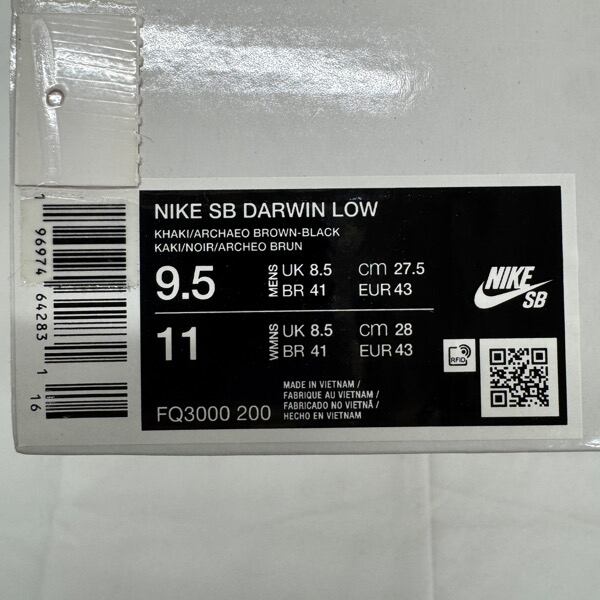 NIKE SB DARWIN LOW
KHAKI/ARCHAEO BROWN-BLACK
KAKI/NOIR/ARCHEO BRUN
9.5 MENS UK 8.5 cm 27.5
BR 41 EUR 43
11 WMNS UK 8.5 cm 28
BR 41 EUR 43
NIKE
SB
RFID
MADE IN VIETNAM /
FABRIQUE AU VIETNAM /
FABRICADO NO VIETNÃ /
HECHO EN VIETNAM
FQ3000 200
1 96974 64283 1 16